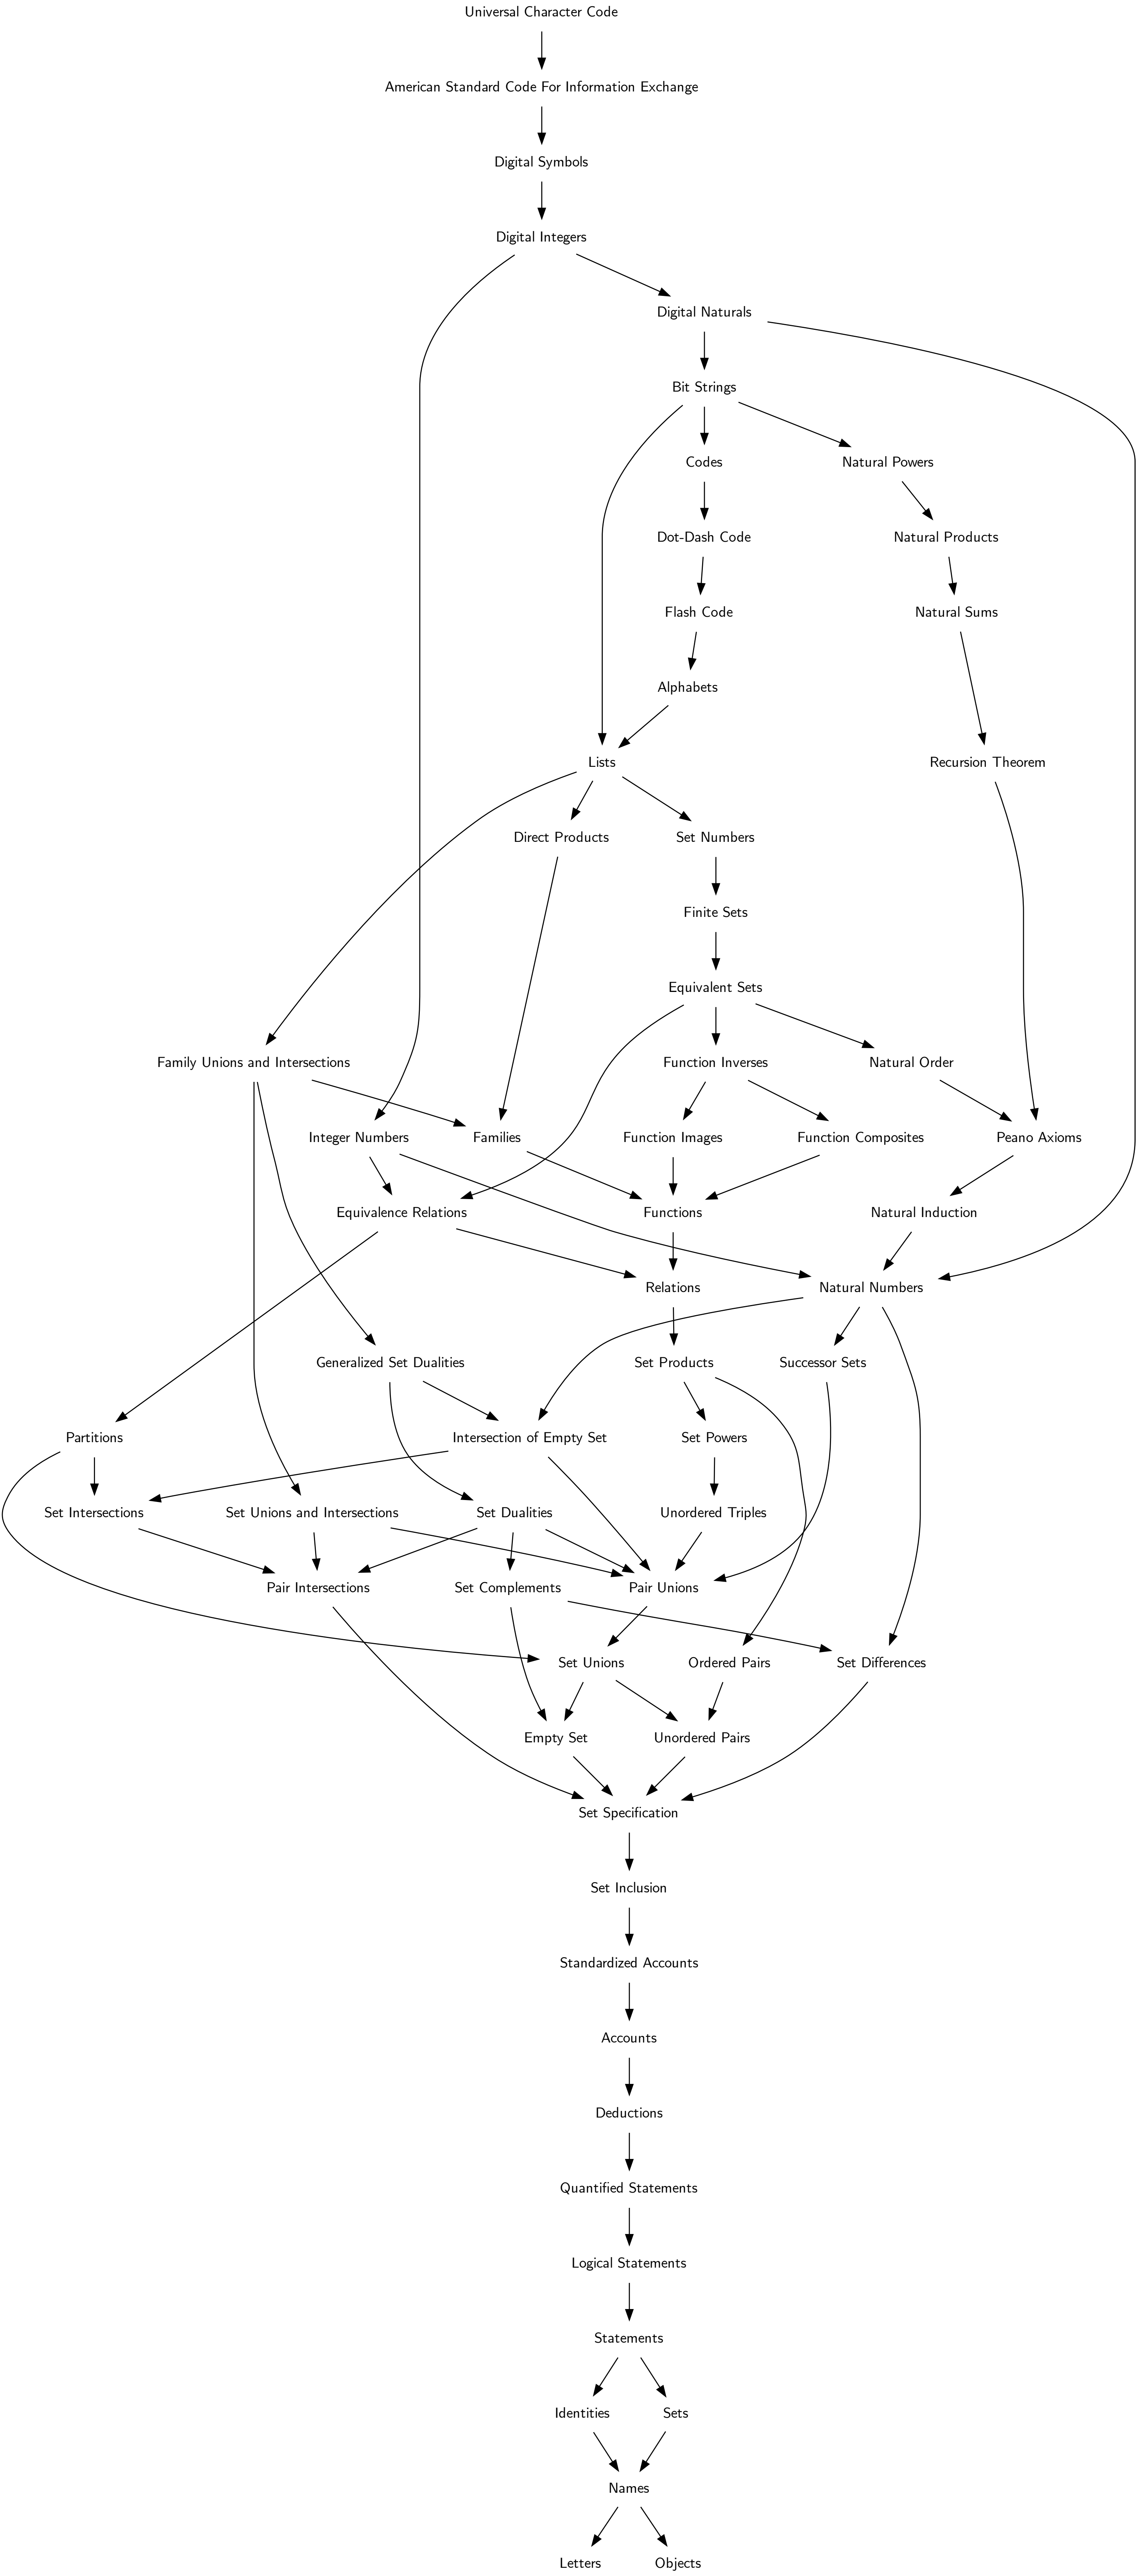 Universal Character Code
American Standard Code For Information Exchange
Digital Symbols
Digital Integers
Digital Naturals
Bit Strings
Codes
Natural Powers
Dot-Dash Code
Natural Products
Flash Code
Natural Sums
Alphabets
Lists
Recursion Theorem
Direct Products
Set Numbers
Finite Sets
Equivalent Sets
Family Unions and Intersections
Function Inverses
Natural Order
Integer Numbers
Families
Function Images
Function Composites
Peano Axioms
Equivalence Relations
Functions
Natural Induction
Relations
Natural Numbers
Generalized Set Dualities
Set Products
Successor Sets
Partitions
Intersection of Empty Set
Set Powers
Set Intersections
Set Unions and Intersections
Set Dualities
Unordered Triples
Pair Intersections
Set Complements
Pair Unions
Set Unions
Ordered Pairs
Set Differences
Empty Set
Unordered Pairs
Set Specification
Set Inclusion
Standardized Accounts
Accounts
Deductions
Quantified Statements
Logical Statements
Statements
Identities
Sets
Names
Letters
Objects